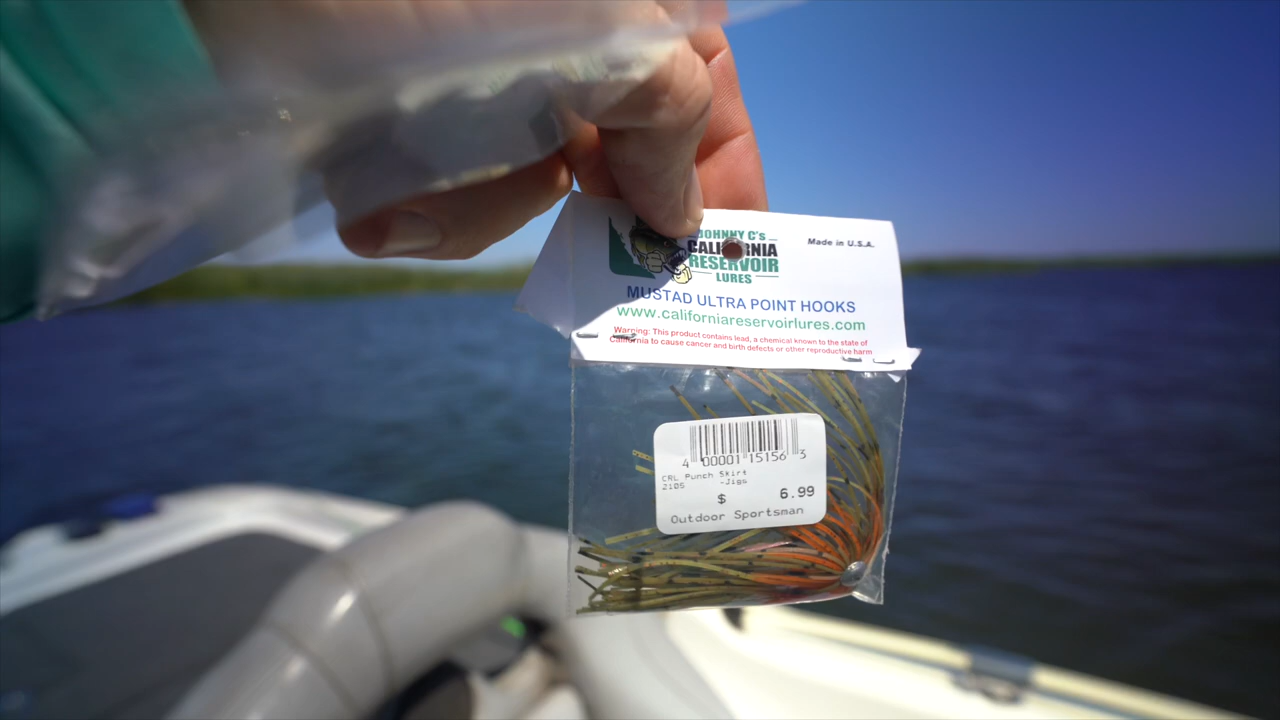 JOHNNY C's
CALIFORNIA
RESERVOIR
LURES
Made in U.S.A.
MUSTAD ULTRA POINT HOOKS
www.californiareservoirlures.com
Warning: This product contains lead, a chemical known to the state of
California to cause cancer and birth defects or other reproductive harm
4 00001 15156 3
CRL Punch Skirt
2105 -Jigs
$ 6.99
Outdoor Sportsman